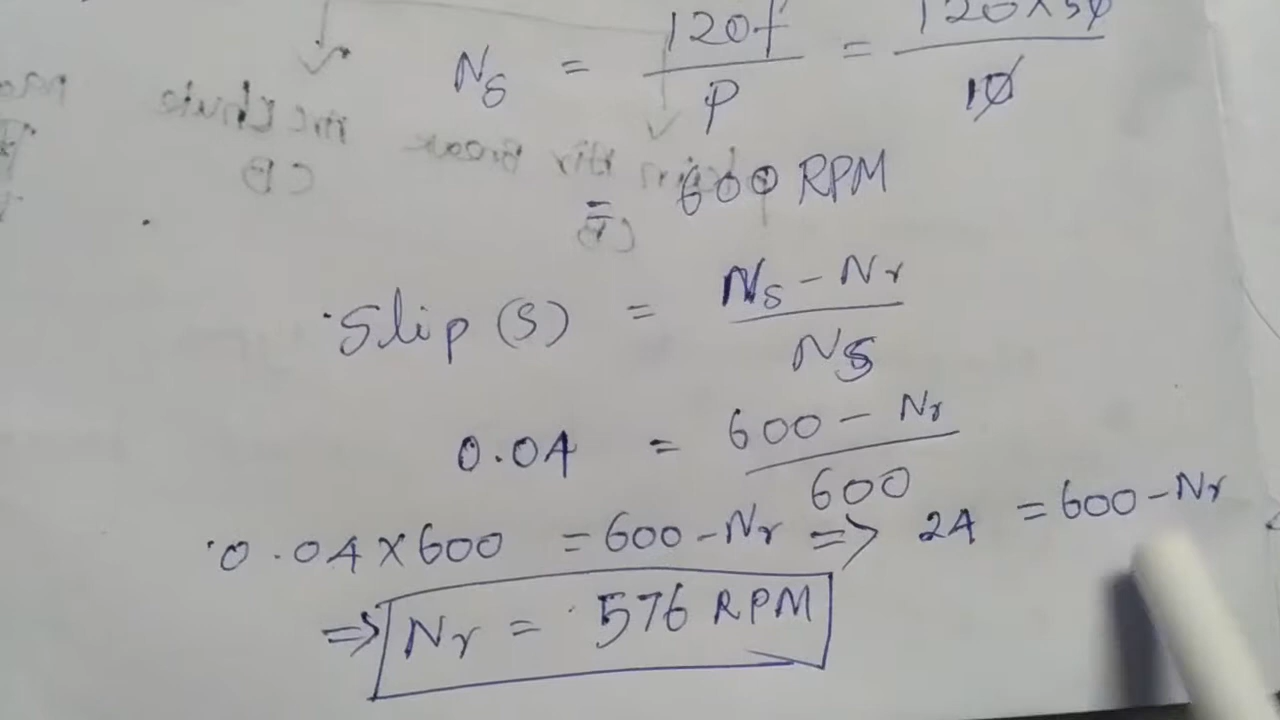 Ns = 120f / P = 120×50 / 10
= 600 RPM
Slip (S) = Ns - Nr / Ns
0.04 = 600 - Nr / 600
0.04×600 = 600 - Nr ⇒ 24 = 600 - Nr
⇒ Nr = 576 RPM